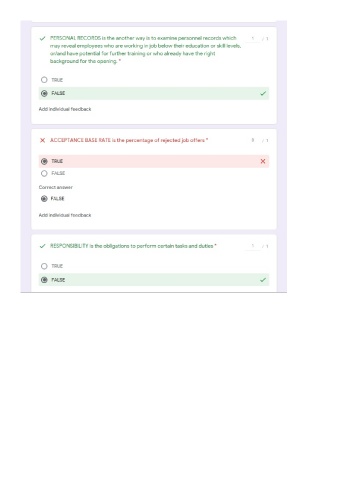 PERSONAL RECORDS is the another way is to examine personnel records which 1 / 1
may reveal employees who are working in job below their education or skill levels,
or/and have potential for further training or who already have the right
background for the opening. *
TRUE
FALSE
Add individual feedback
ACCEPTANCE BASE RATE is the percentage of rejected job offers * 0 / 1
TRUE
FALSE
Correct answer
FALSE
Add individual feedback
RESPONSIBILITY is the obligations to perform certain tasks and duties * 1 / 1
TRUE
FALSE